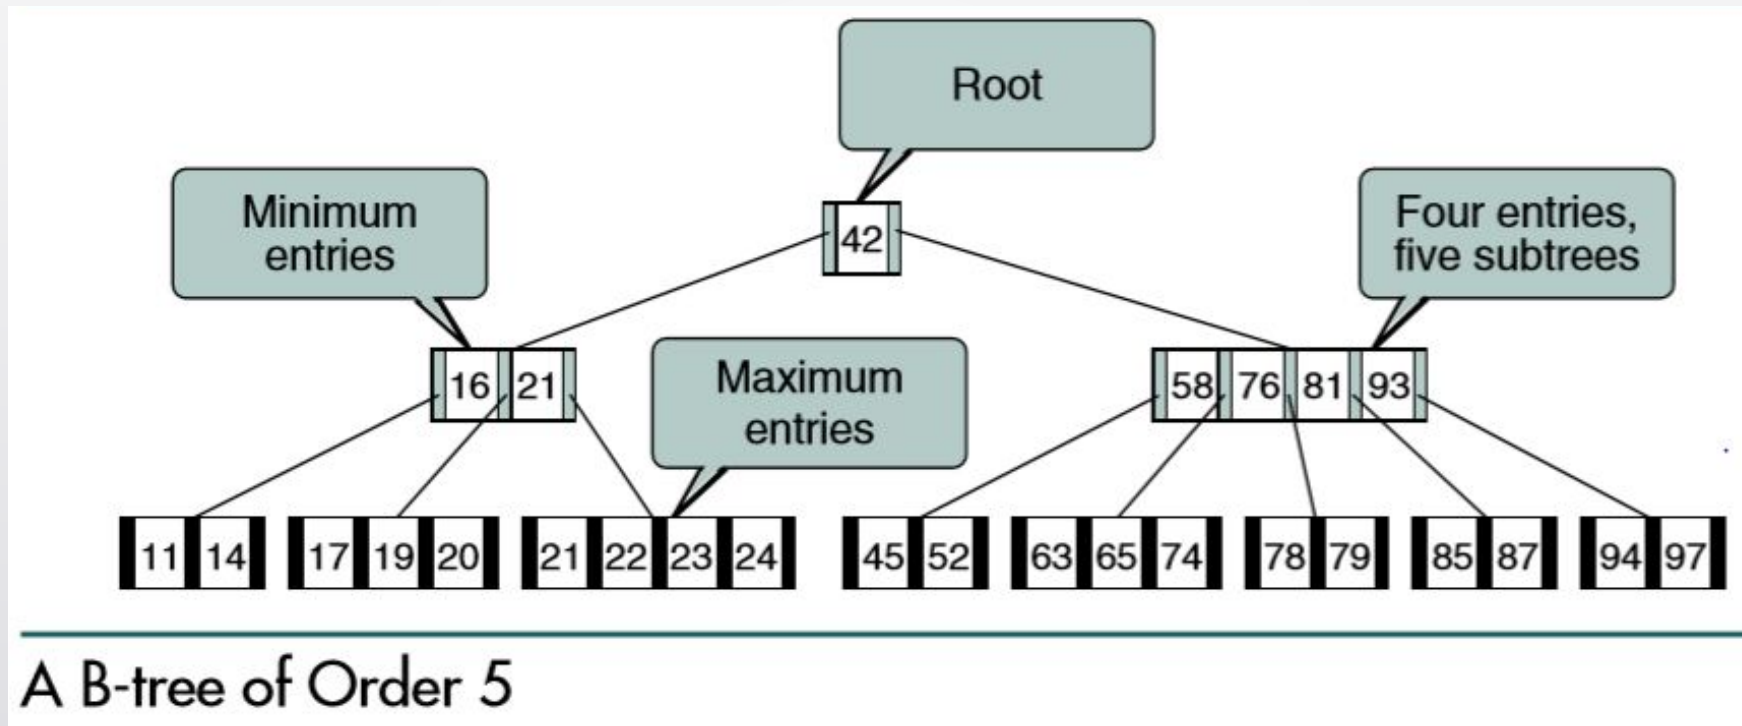 Root
Minimum
entries
Four entries,
five subtrees
42
Maximum
entries
16 21
58 76 81 93
11 14 17 19 20 21 22 23 24 45 52 63 65 74 78 79 85 87 94 97
A B-tree of Order 5